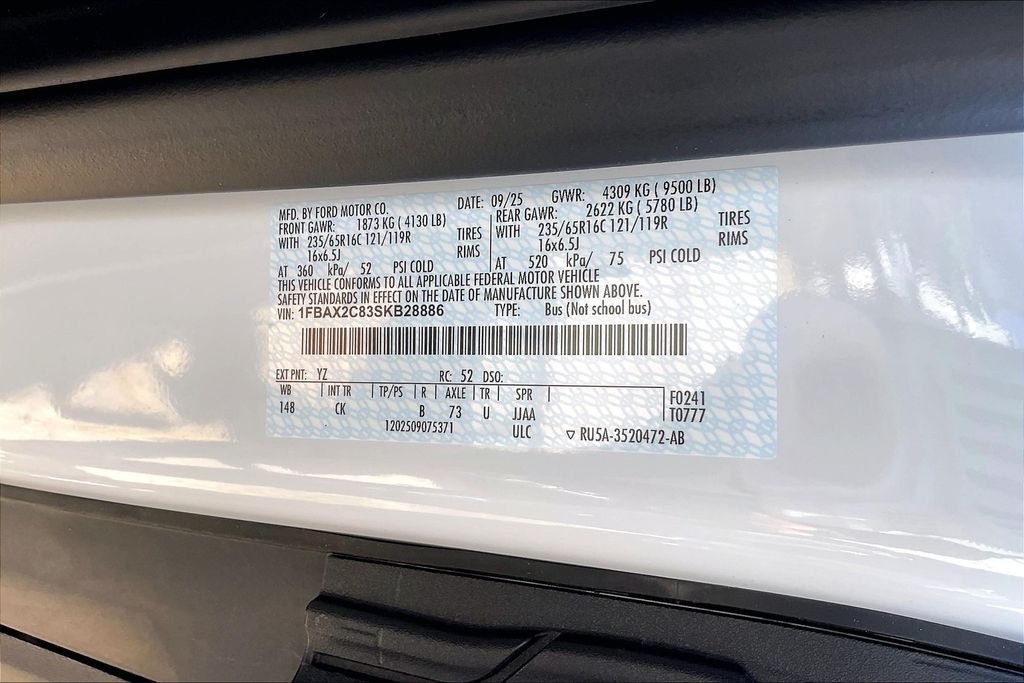 MFD. BY FORD MOTOR CO. DATE: 09/25 GVWR: 4309 KG ( 9500 LB)
FRONT GAWR: 1873 KG ( 4130 LB) REAR GAWR: 2622 KG ( 5780 LB)
WITH 235/65R16C 121/119R TIRES WITH 235/65R16C 121/119R TIRES
16x6.5J RIMS 16x6.5J RIMS
AT 360 kPa/ 52 PSI COLD AT 520 kPa/ 75 PSI COLD
THIS VEHICLE CONFORMS TO ALL APPLICABLE FEDERAL MOTOR VEHICLE
SAFETY STANDARDS IN EFFECT ON THE DATE OF MANUFACTURE SHOWN ABOVE.
VIN: 1FBAX2C83SKB28886 TYPE: Bus (Not school bus)
EXT PNT: YZ RC: 52 DSO:
WB INT TR TP/PS R AXLE TR SPR F0241
148 CK B 73 U JJAA T0777
1202509075371 ULC ▽ RU5A-3520472-AB